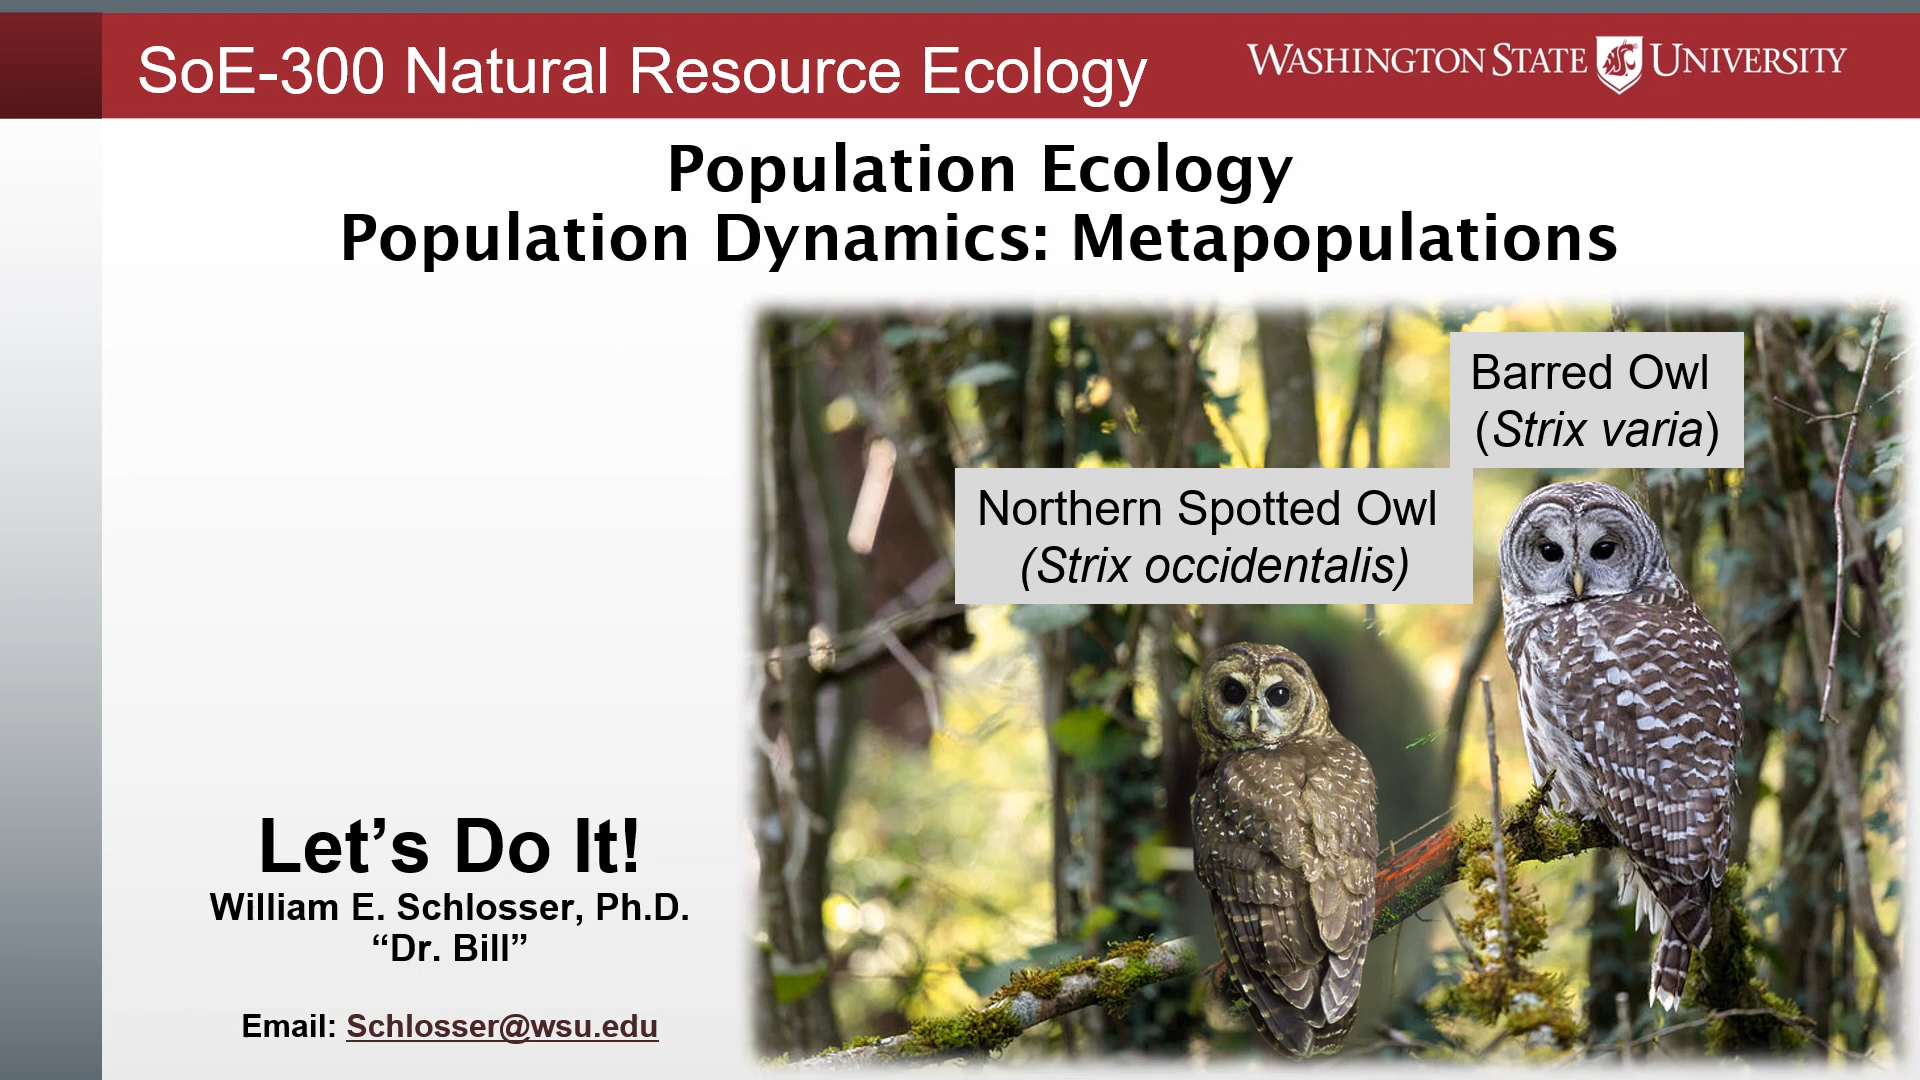 SoE-300 Natural Resource Ecology
WASHINGTON STATE UNIVERSITY
Population Ecology
Population Dynamics: Metapopulations
Barred Owl
(Strix varia)
Northern Spotted Owl
(Strix occidentalis)
Let’s Do It!
William E. Schlosser, Ph.D.
“Dr. Bill”
Email: Schlosser@wsu.edu